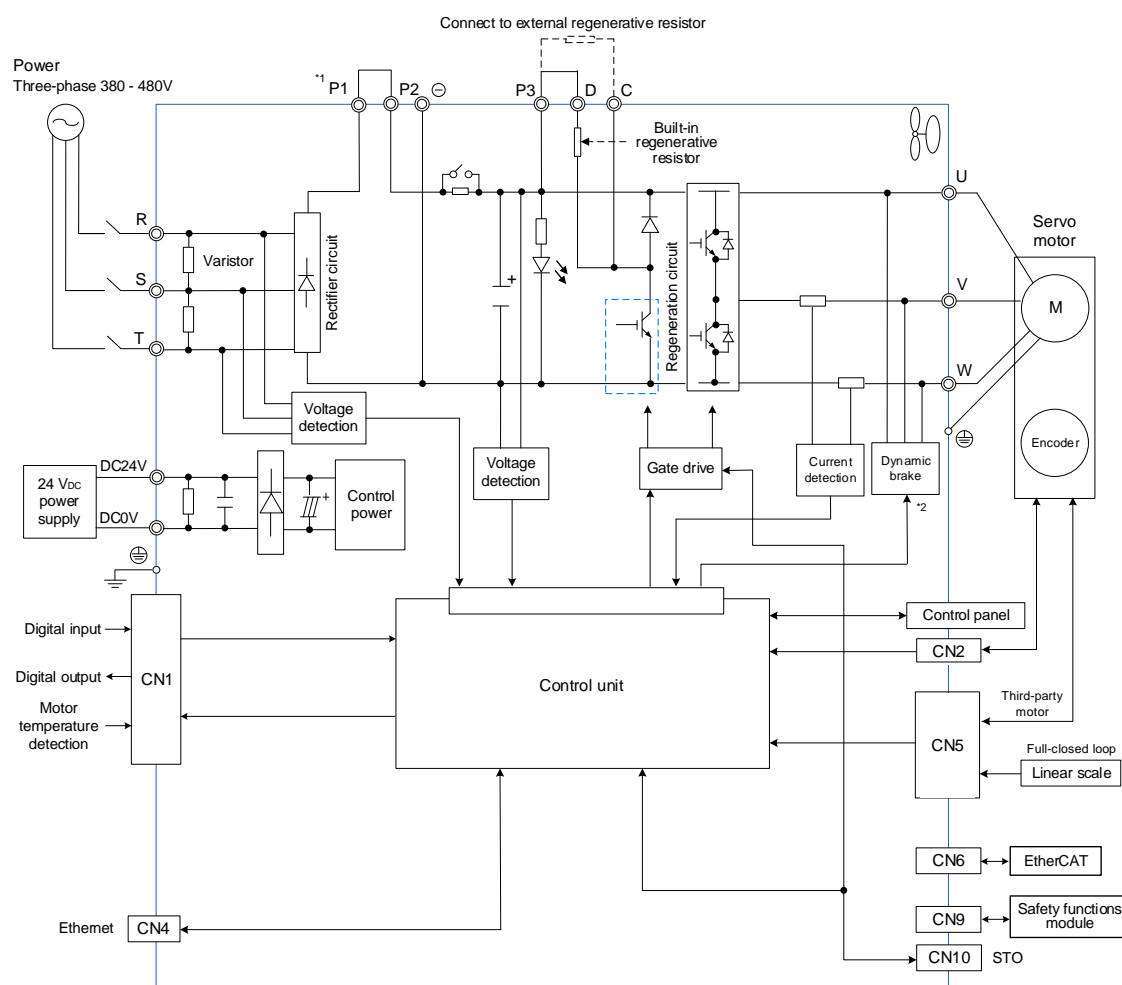 Connect to external regenerative resistor
Power
Three-phase 380 - 480V
*1
P1
P2
⊖
P3
D
C
Built-in
regenerative
resistor
U
R
Servo
motor
Varistor
Rectifier circuit
Regeneration circuit
S
+
V
M
T
W
Voltage
detection
Voltage
detection
Gate drive
Current
detection
Dynamic
brake
*2
Encoder
24 VDC
power
supply
DC24V
DC0V
+
Control
power
Control panel
Digital input
CN1
Digital output
Motor
temperature
detection
Control unit
CN2
Third-party
motor
CN5
Full-closed loop
Linear scale
CN6
EtherCAT
Ethernet
CN4
CN9
Safety functions
module
CN10
STO